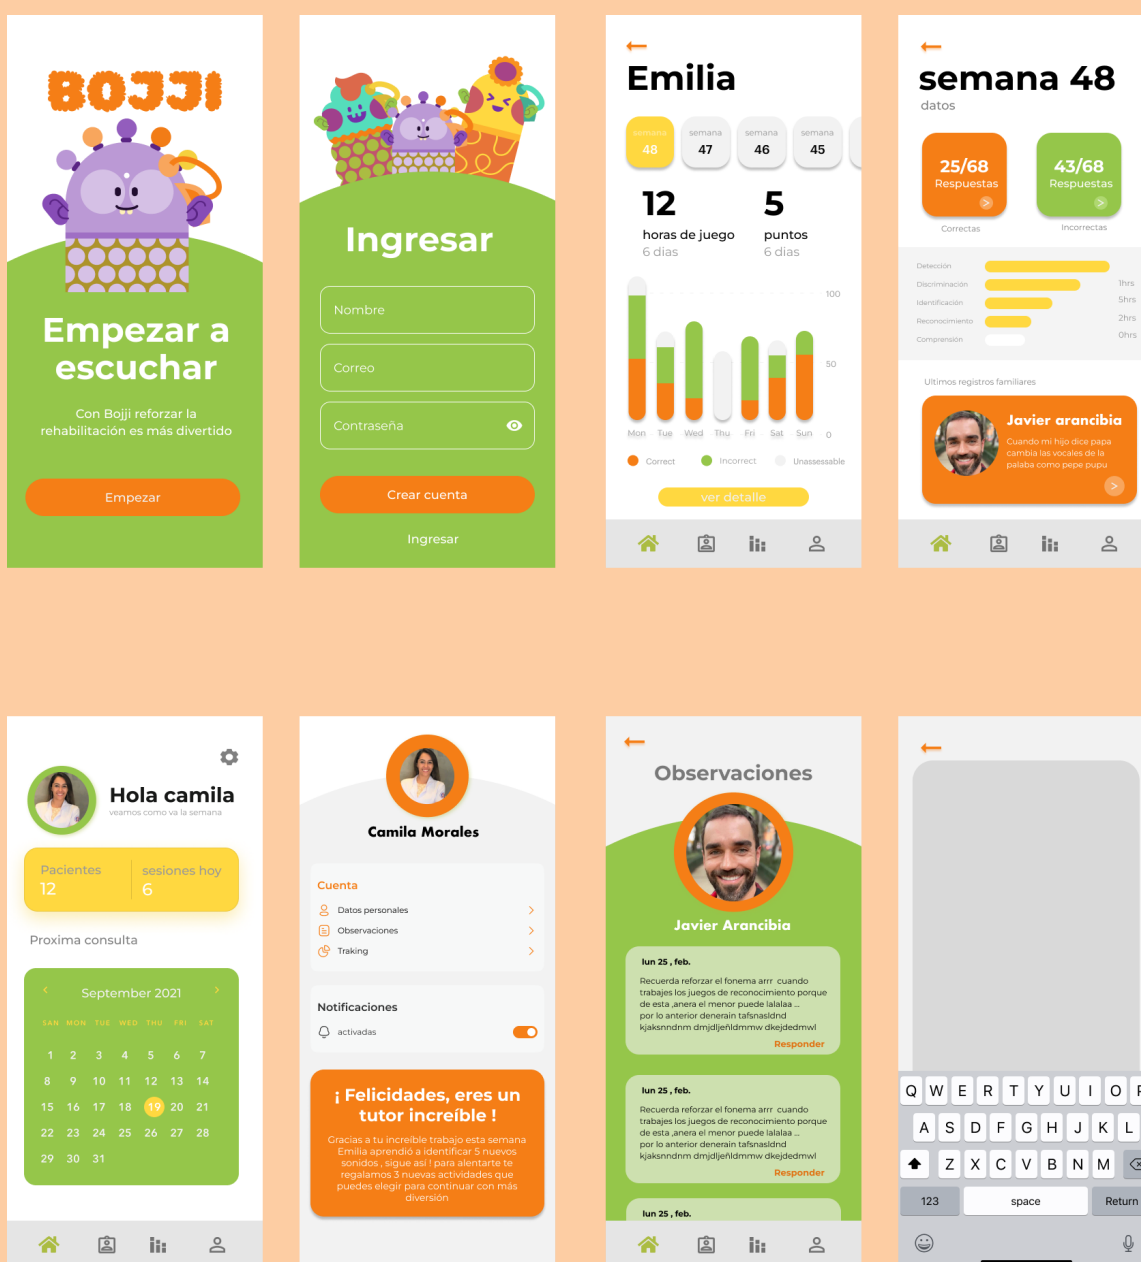 BOJJI
Empezar a
escuchar
Con Bojji reforzar la
rehabilitación es más divertido
Empezar
Ingresar
Nombre
Correo
Contraseña
Crear cuenta
Ingresar
Emilia
semana
48
semana
47
semana
46
semana
45
12
horas de juego
6 dias
5
puntos
6 dias
100
50
0
Mon Tue Wed Thu Fri Sat Sun
Correct Incorrect Unassessable
ver detalle
semana 48
datos
25/68
Respuestas
>
Correctas
43/68
Respuestas
>
Incorrectas
Detección
Discriminación 1hrs
Identificación 5hrs
Reconocimiento 2hrs
Comprensión 0hrs
Ultimos registros familiares
Javier arancibia
Cuando mi hijo dice papa
cambia las vocales de la
palaba como pepe pupu
>
Hola camila
veamos como va la semana
Pacientes
12
sesiones hoy
6
Proxima consulta
< September 2021 >
SAN MON TUE WED THU FRI SAT
1 2 3 4 5 6 7
8 9 10 11 12 13 14
15 16 17 18 19 20 21
22 23 24 25 26 27 28
29 30 31
Camila Morales
Cuenta
Datos personales
Observaciones
Traking
Notificaciones
activadas
¡ Felicidades, eres un
tutor increíble !
Gracias a tu increible trabajo esta semana
Emilia aprendió a identificar 5 nuevos
sonidos , sigue así ! para alentarte te
regalamos 3 nuevas actividades que
puedes elegir para continuar con más
diversión
Observaciones
Javier Arancibia
lun 25 , feb.
Recuerda reforzar el fonema arrr cuando
trabajes los juegos de reconocimiento porque
de esta ,anera el menor puede lalalaa ...
por lo anterior denerain tafsnasldnd
kjaksnndnm dmjdljeñldmmw dkejdedmwl
Responder
lun 25 , feb.
Recuerda reforzar el fonema arrr cuando
trabajes los juegos de reconocimiento porque
de esta ,anera el menor puede lalalaa ...
por lo anterior denerain tafsnasldnd
kjaksnndnm dmjdljeñldmmw dkejdedmwl
Responder
lun 25 , feb.
Q W E R T Y U I O P
A S D F G H J K L
Z X C V B N M
123 space Return